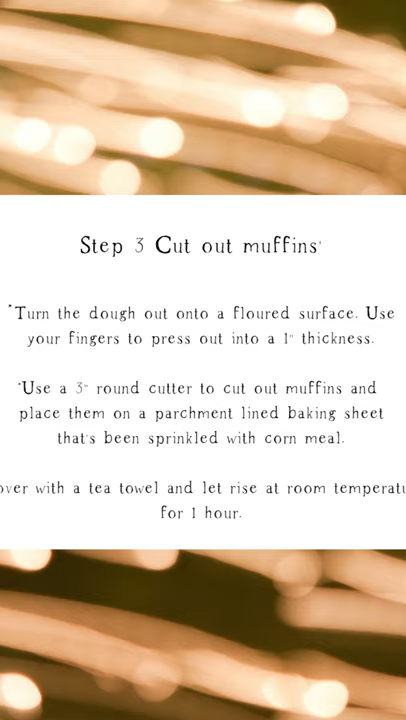 Step 3 Cut out muffins'
"Turn the dough out onto a floured surface. Use
your fingers to press out into a 1" thickness.
"Use a 3" round cutter to cut out muffins and
place them on a parchment lined baking sheet
that's been sprinkled with corn meal.
over with a tea towel and let rise at room temperatu
for 1 hour.